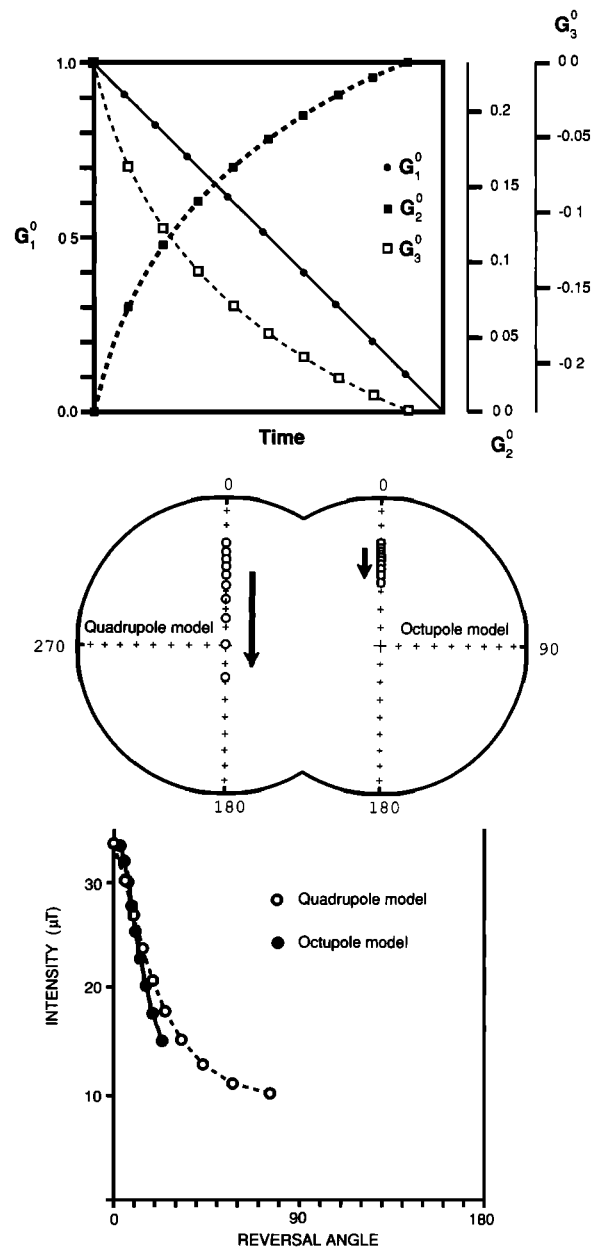 G₃⁰
1.0
0.0
0.2
-0.05
G₁⁰
G₂⁰
G₃⁰
0.15
-0.1
G₁⁰
0 5
0.1
-0.15
0 05
-0.2
0.0
Time
0 0
G₂⁰
0
0
Quadrupole model
Octupole model
270
90
180
180
30
20
10
INTENSITY (μT)
Quadrupole model
Octupole model
0
90
180
REVERSAL ANGLE